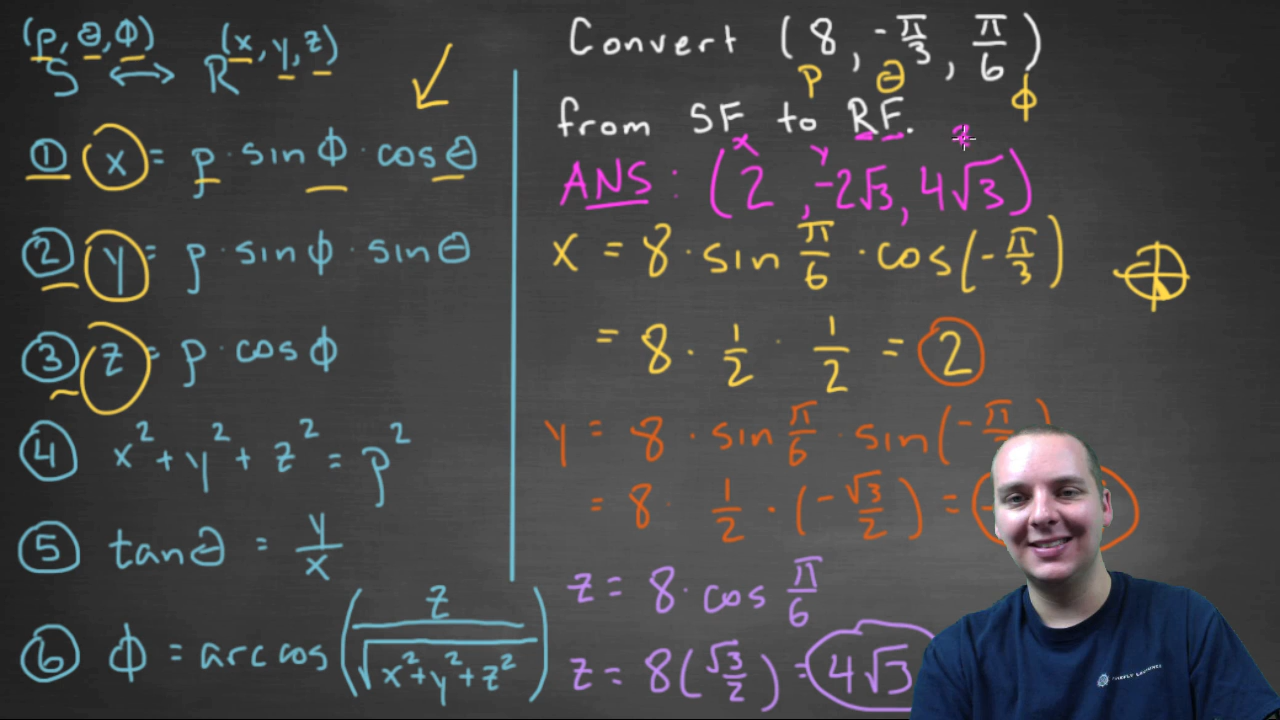 (ρ, θ, φ) (x, y, z)
S ↔ R
① x = ρ · sin φ · cos θ
② y = ρ · sin φ · sin θ
③ z = ρ · cos φ
④ x² + y² + z² = ρ²
⑤ tan θ = y/x
⑥ φ = arccos (z/√(x²+y²+z²))
Convert (8, -π/3, π/6)
ρ θ φ
from SF to RF.
x y z
ANS: (2, -2√3, 4√3)
x = 8 · sin π/6 · cos(-π/3)
= 8 · 1/2 · 1/2 = 2
y = 8 · sin π/6 · sin(-π
= 8 · 1/2 · (-√3/2) =
z = 8 · cos π/6
z = 8(√3/2) = 4√3
FIREFLY LECTURES